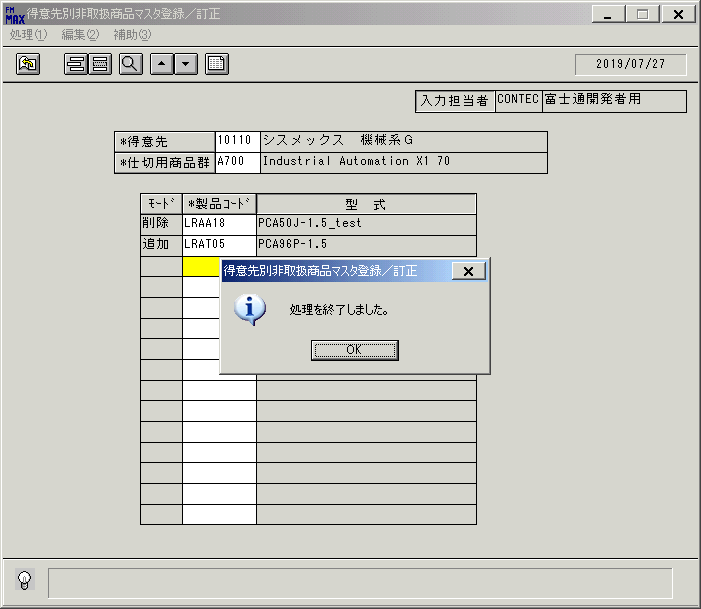 FM MAX 得意先別非取扱商品マスタ登録／訂正
処理(1) 編集(2) 補助(3)
2019/07/27
入力担当者 CONTEC 富士通開発者用
*得意先 10110 シスメックス 機械系Ｇ
*仕切用商品群 A700 Industrial Automation X1 70
ﾓｰﾄﾞ *製品ｺｰﾄﾞ 型 式
削除 LRAA18 PCA50J-1.5_test
追加 LRAT05 PCA96P-1.5
得意先別非取扱商品マスタ登録／訂正
処理を終了しました。
OK